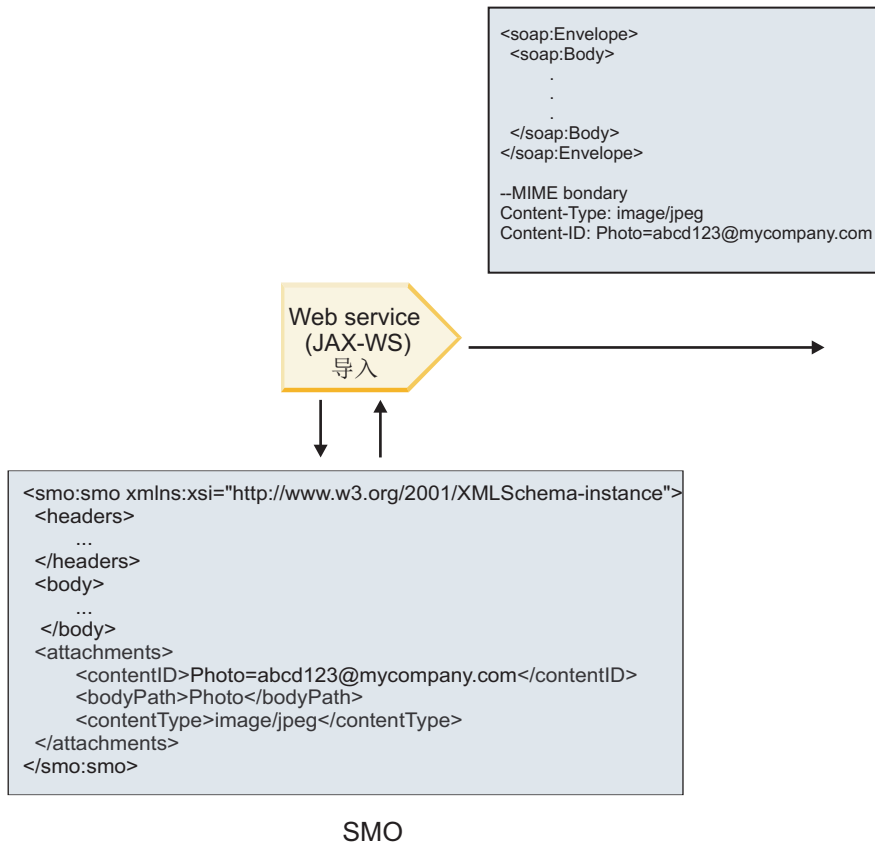 <soap:Envelope>
<soap:Body>
.
.
.
</soap:Body>
</soap:Envelope>
--MIME bondary
Content-Type: image/jpeg
Content-ID: Photo=abcd123@mycompany.com
Web service
(JAX-WS)
导入
<smo:smo xmlns:xsi="http://www.w3.org/2001/XMLSchema-instance">
<headers>
...
</headers>
<body>
...
</body>
<attachments>
<contentID>Photo=abcd123@mycompany.com</contentID>
<bodyPath>Photo</bodyPath>
<contentType>image/jpeg</contentType>
</attachments>
</smo:smo>
SMO